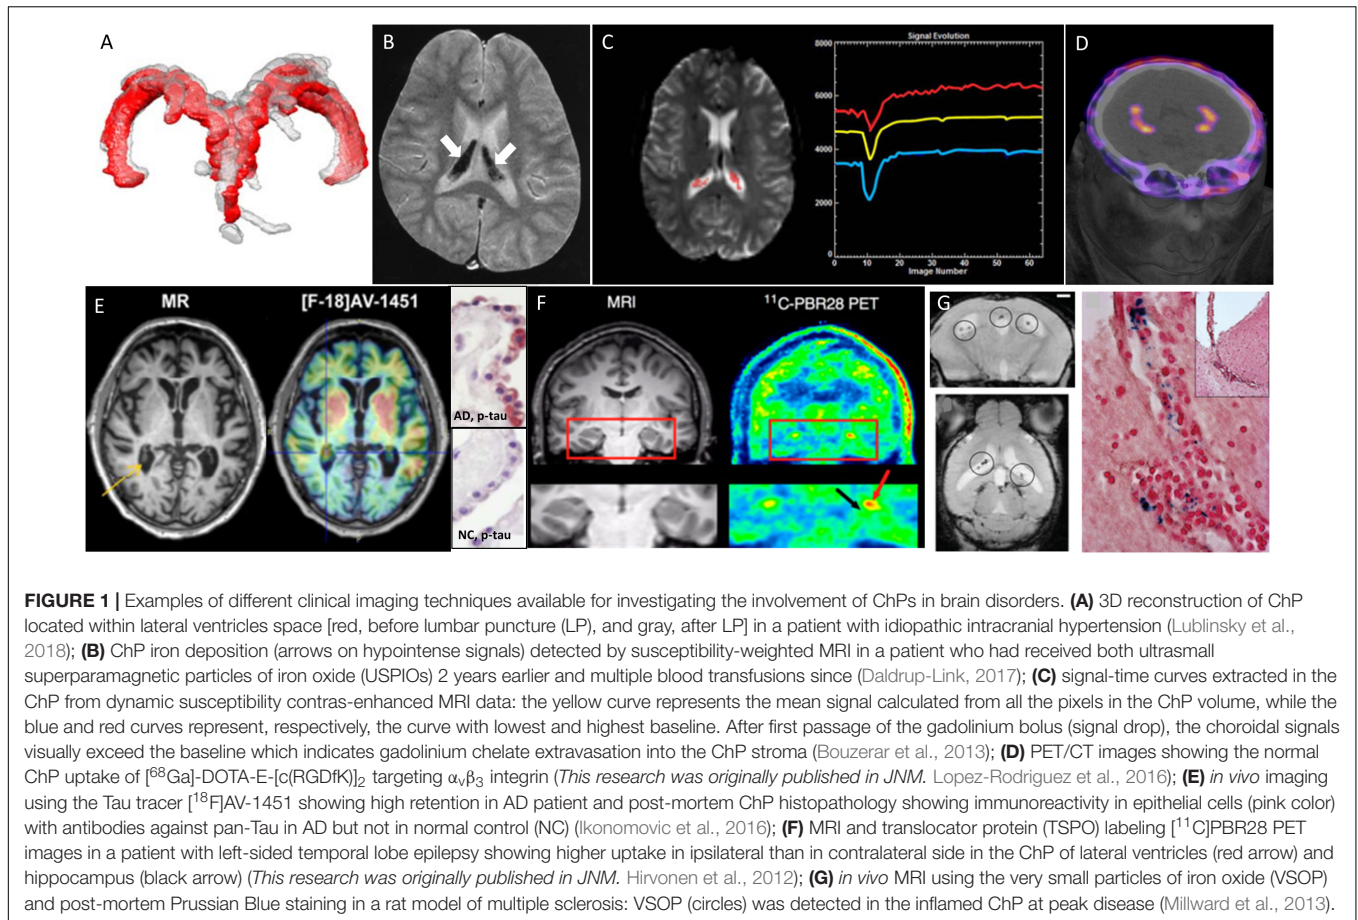 A
B
C
Signal Evolution
8000
6000
4000
2000
0
0 10 20 30 40 50 60
Image Number
D
E
MR
[F-18]AV-1451
AD, p-tau
NC, p-tau
F
MRI
¹¹C-PBR28 PET
G
FIGURE 1 | Examples of different clinical imaging techniques available for investigating the involvement of ChPs in brain disorders. (A) 3D reconstruction of ChP
located within lateral ventricles space [red, before lumbar puncture (LP), and gray, after LP] in a patient with idiopathic intracranial hypertension (Lublinsky et al.,
2018); (B) ChP iron deposition (arrows on hypointense signals) detected by susceptibility-weighted MRI in a patient who had received both ultrasmall
superparamagnetic particles of iron oxide (USPIOs) 2 years earlier and multiple blood transfusions since (Daldrup-Link, 2017); (C) signal-time curves extracted in the
ChP from dynamic susceptibility contras-enhanced MRI data: the yellow curve represents the mean signal calculated from all the pixels in the ChP volume, while the
blue and red curves represent, respectively, the curve with lowest and highest baseline. After first passage of the gadolinium bolus (signal drop), the choroidal signals
visually exceed the baseline which indicates gadolinium chelate extravasation into the ChP stroma (Bouzerar et al., 2013); (D) PET/CT images showing the normal
ChP uptake of [⁶⁸Ga]-DOTA-E-[c(RGDfK)]₂ targeting αᵥβ₃ integrin (This research was originally published in JNM. Lopez-Rodriguez et al., 2016); (E) in vivo imaging
using the Tau tracer [¹⁸F]AV-1451 showing high retention in AD patient and post-mortem ChP histopathology showing immunoreactivity in epithelial cells (pink color)
with antibodies against pan-Tau in AD but not in normal control (NC) (Ikonomovic et al., 2016); (F) MRI and translocator protein (TSPO) labeling [¹¹C]PBR28 PET
images in a patient with left-sided temporal lobe epilepsy showing higher uptake in ipsilateral than in contralateral side in the ChP of lateral ventricles (red arrow) and
hippocampus (black arrow) (This research was originally published in JNM. Hirvonen et al., 2012); (G) in vivo MRI using the very small particles of iron oxide (VSOP)
and post-mortem Prussian Blue staining in a rat model of multiple sclerosis: VSOP (circles) was detected in the inflamed ChP at peak disease (Millward et al., 2013).